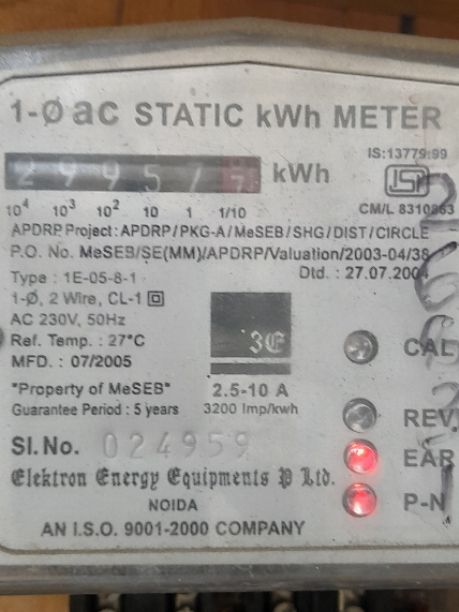 1-Ø ac STATIC kWh METER
IS:13779:99
kWh
ISI
10⁴ 10³ 10² 10 1 1/10
CM/L 8310863
APDRP Project: APDRP/PKG-A/MeSEB/SHG/DIST/CIRCLE
P.O. No. MeSEB/SE(MM)/APDRP/Valuation/2003-04/38
Dtd. : 27.07.2004
Type : 1E-05-8-1
1-Ø, 2 Wire, CL-1
AC 230V, 50Hz
Ref. Temp. : 27°C
MFD. : 07/2005
3E
CAL
"Property of MeSEB" 2.5-10 A
Guarantee Period : 5 years 3200 Imp/kwh
REV.
SI.No. 024959
EAR
Elektron Energy Equipments P Ltd.
NOIDA
P-N
AN I.S.O. 9001-2000 COMPANY